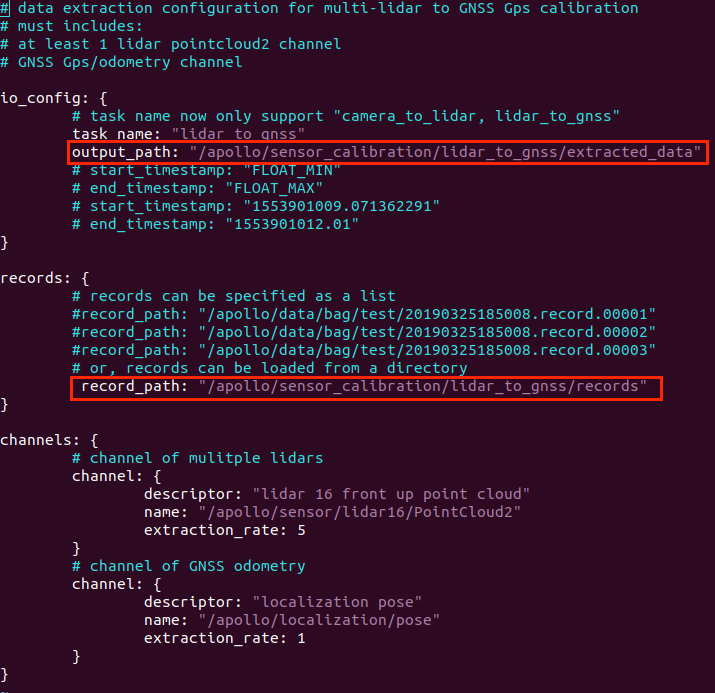 # data extraction configuration for multi-lidar to GNSS Gps calibration
# must includes:
# at least 1 lidar pointcloud2 channel
# GNSS Gps/odometry channel
io_config: {
# task name now only support "camera_to_lidar, lidar_to_gnss"
task_name: "lidar_to_gnss"
output_path: "/apollo/sensor_calibration/lidar_to_gnss/extracted_data"
# start_timestamp: "FLOAT_MIN"
# end_timestamp: "FLOAT_MAX"
# start_timestamp: "1553901009.071362291"
# end_timestamp: "1553901012.01"
}
records: {
# records can be specified as a list
#record_path: "/apollo/data/bag/test/20190325185008.record.00001"
#record_path: "/apollo/data/bag/test/20190325185008.record.00002"
#record_path: "/apollo/data/bag/test/20190325185008.record.00003"
# or, records can be loaded from a directory
record_path: "/apollo/sensor_calibration/lidar_to_gnss/records"
}
channels: {
# channel of mulitple lidars
channel: {
descriptor: "lidar 16 front up point cloud"
name: "/apollo/sensor/lidar16/PointCloud2"
extraction_rate: 5
}
# channel of GNSS odometry
channel: {
descriptor: "localization pose"
name: "/apollo/localization/pose"
extraction_rate: 1
}
}